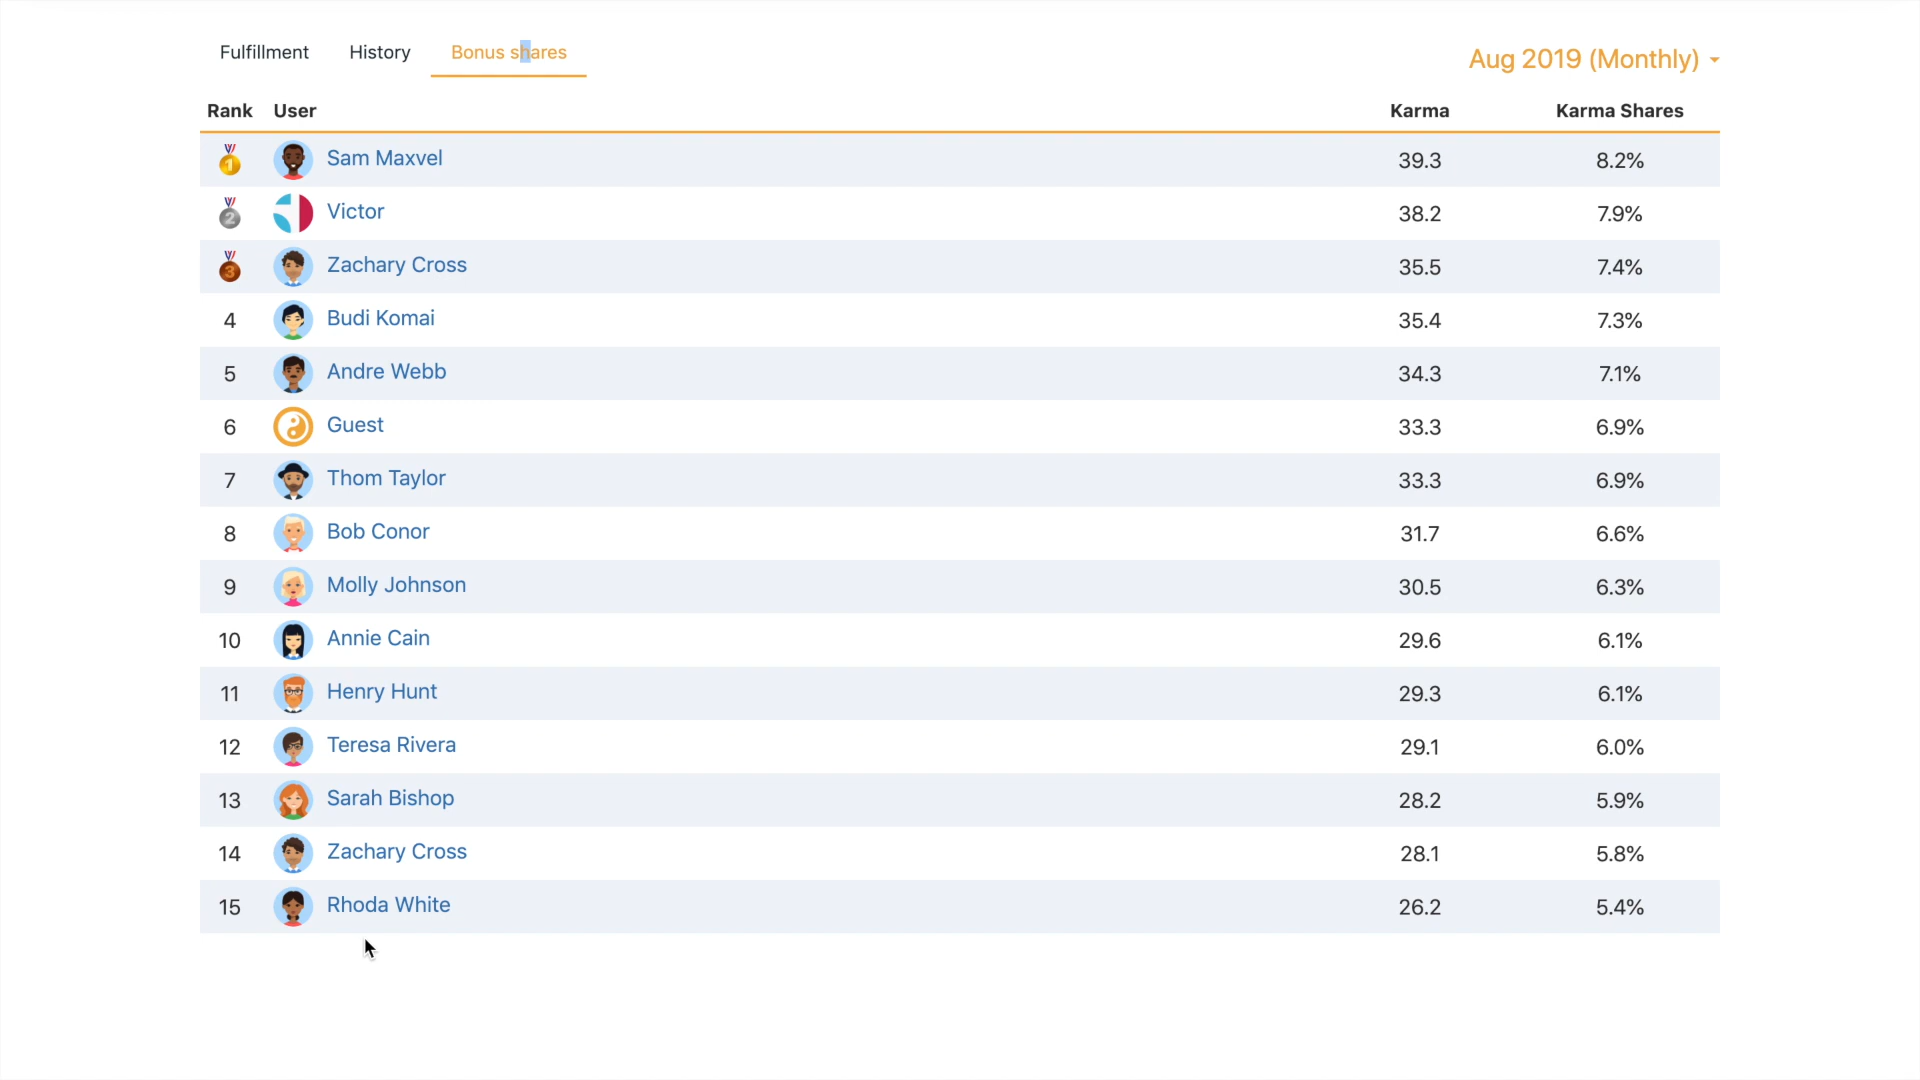 Fulfillment History Bonus shares
Aug 2019 (Monthly)
Rank User Karma Karma Shares
1 Sam Maxvel 39.3 8.2%
2 Victor 38.2 7.9%
3 Zachary Cross 35.5 7.4%
4 Budi Komai 35.4 7.3%
5 Andre Webb 34.3 7.1%
6 Guest 33.3 6.9%
7 Thom Taylor 33.3 6.9%
8 Bob Conor 31.7 6.6%
9 Molly Johnson 30.5 6.3%
10 Annie Cain 29.6 6.1%
11 Henry Hunt 29.3 6.1%
12 Teresa Rivera 29.1 6.0%
13 Sarah Bishop 28.2 5.9%
14 Zachary Cross 28.1 5.8%
15 Rhoda White 26.2 5.4%